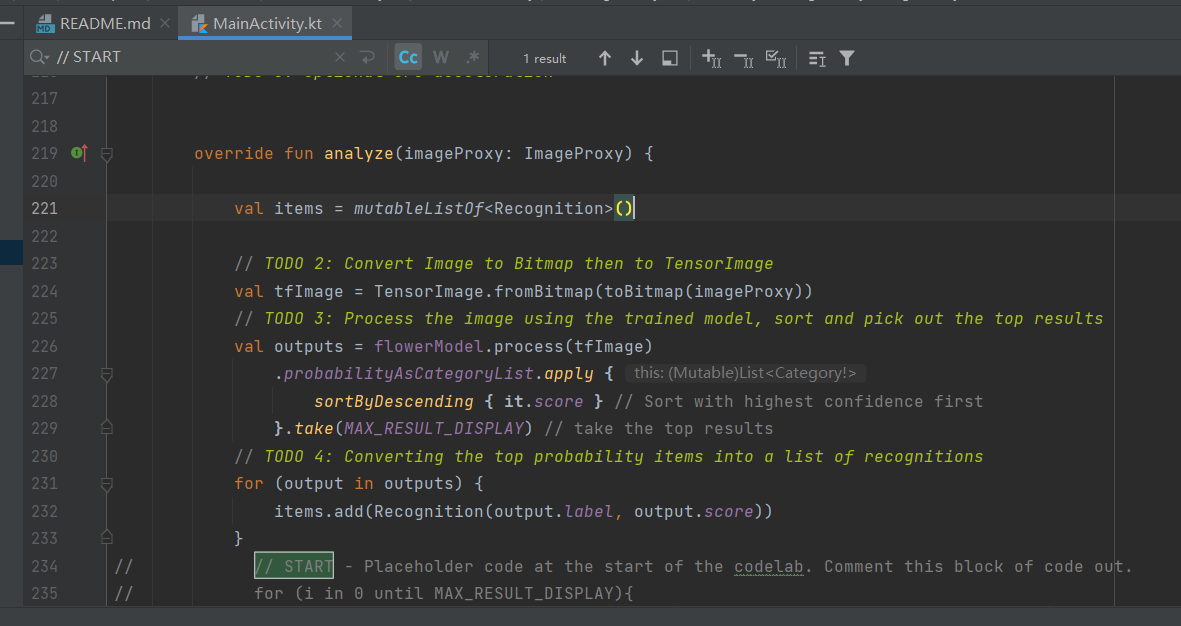 README.md MainActivity.kt
// START Cc W .* 1 result
217
218
219 override fun analyze(imageProxy: ImageProxy) {
220
221 val items = mutableListOf<Recognition>()
222
223 // TODO 2: Convert Image to Bitmap then to TensorImage
224 val tfImage = TensorImage.fromBitmap(toBitmap(imageProxy))
225 // TODO 3: Process the image using the trained model, sort and pick out the top results
226 val outputs = flowerModel.process(tfImage)
227 .probabilityAsCategoryList.apply { this: (Mutable)List<Category!>
228 sortByDescending { it.score } // Sort with highest confidence first
229 }.take(MAX_RESULT_DISPLAY) // take the top results
230 // TODO 4: Converting the top probability items into a list of recognitions
231 for (output in outputs) {
232 items.add(Recognition(output.label, output.score))
233 }
234 // // START - Placeholder code at the start of the codelab. Comment this block of code out.
235 // for (i in 0 until MAX_RESULT_DISPLAY){